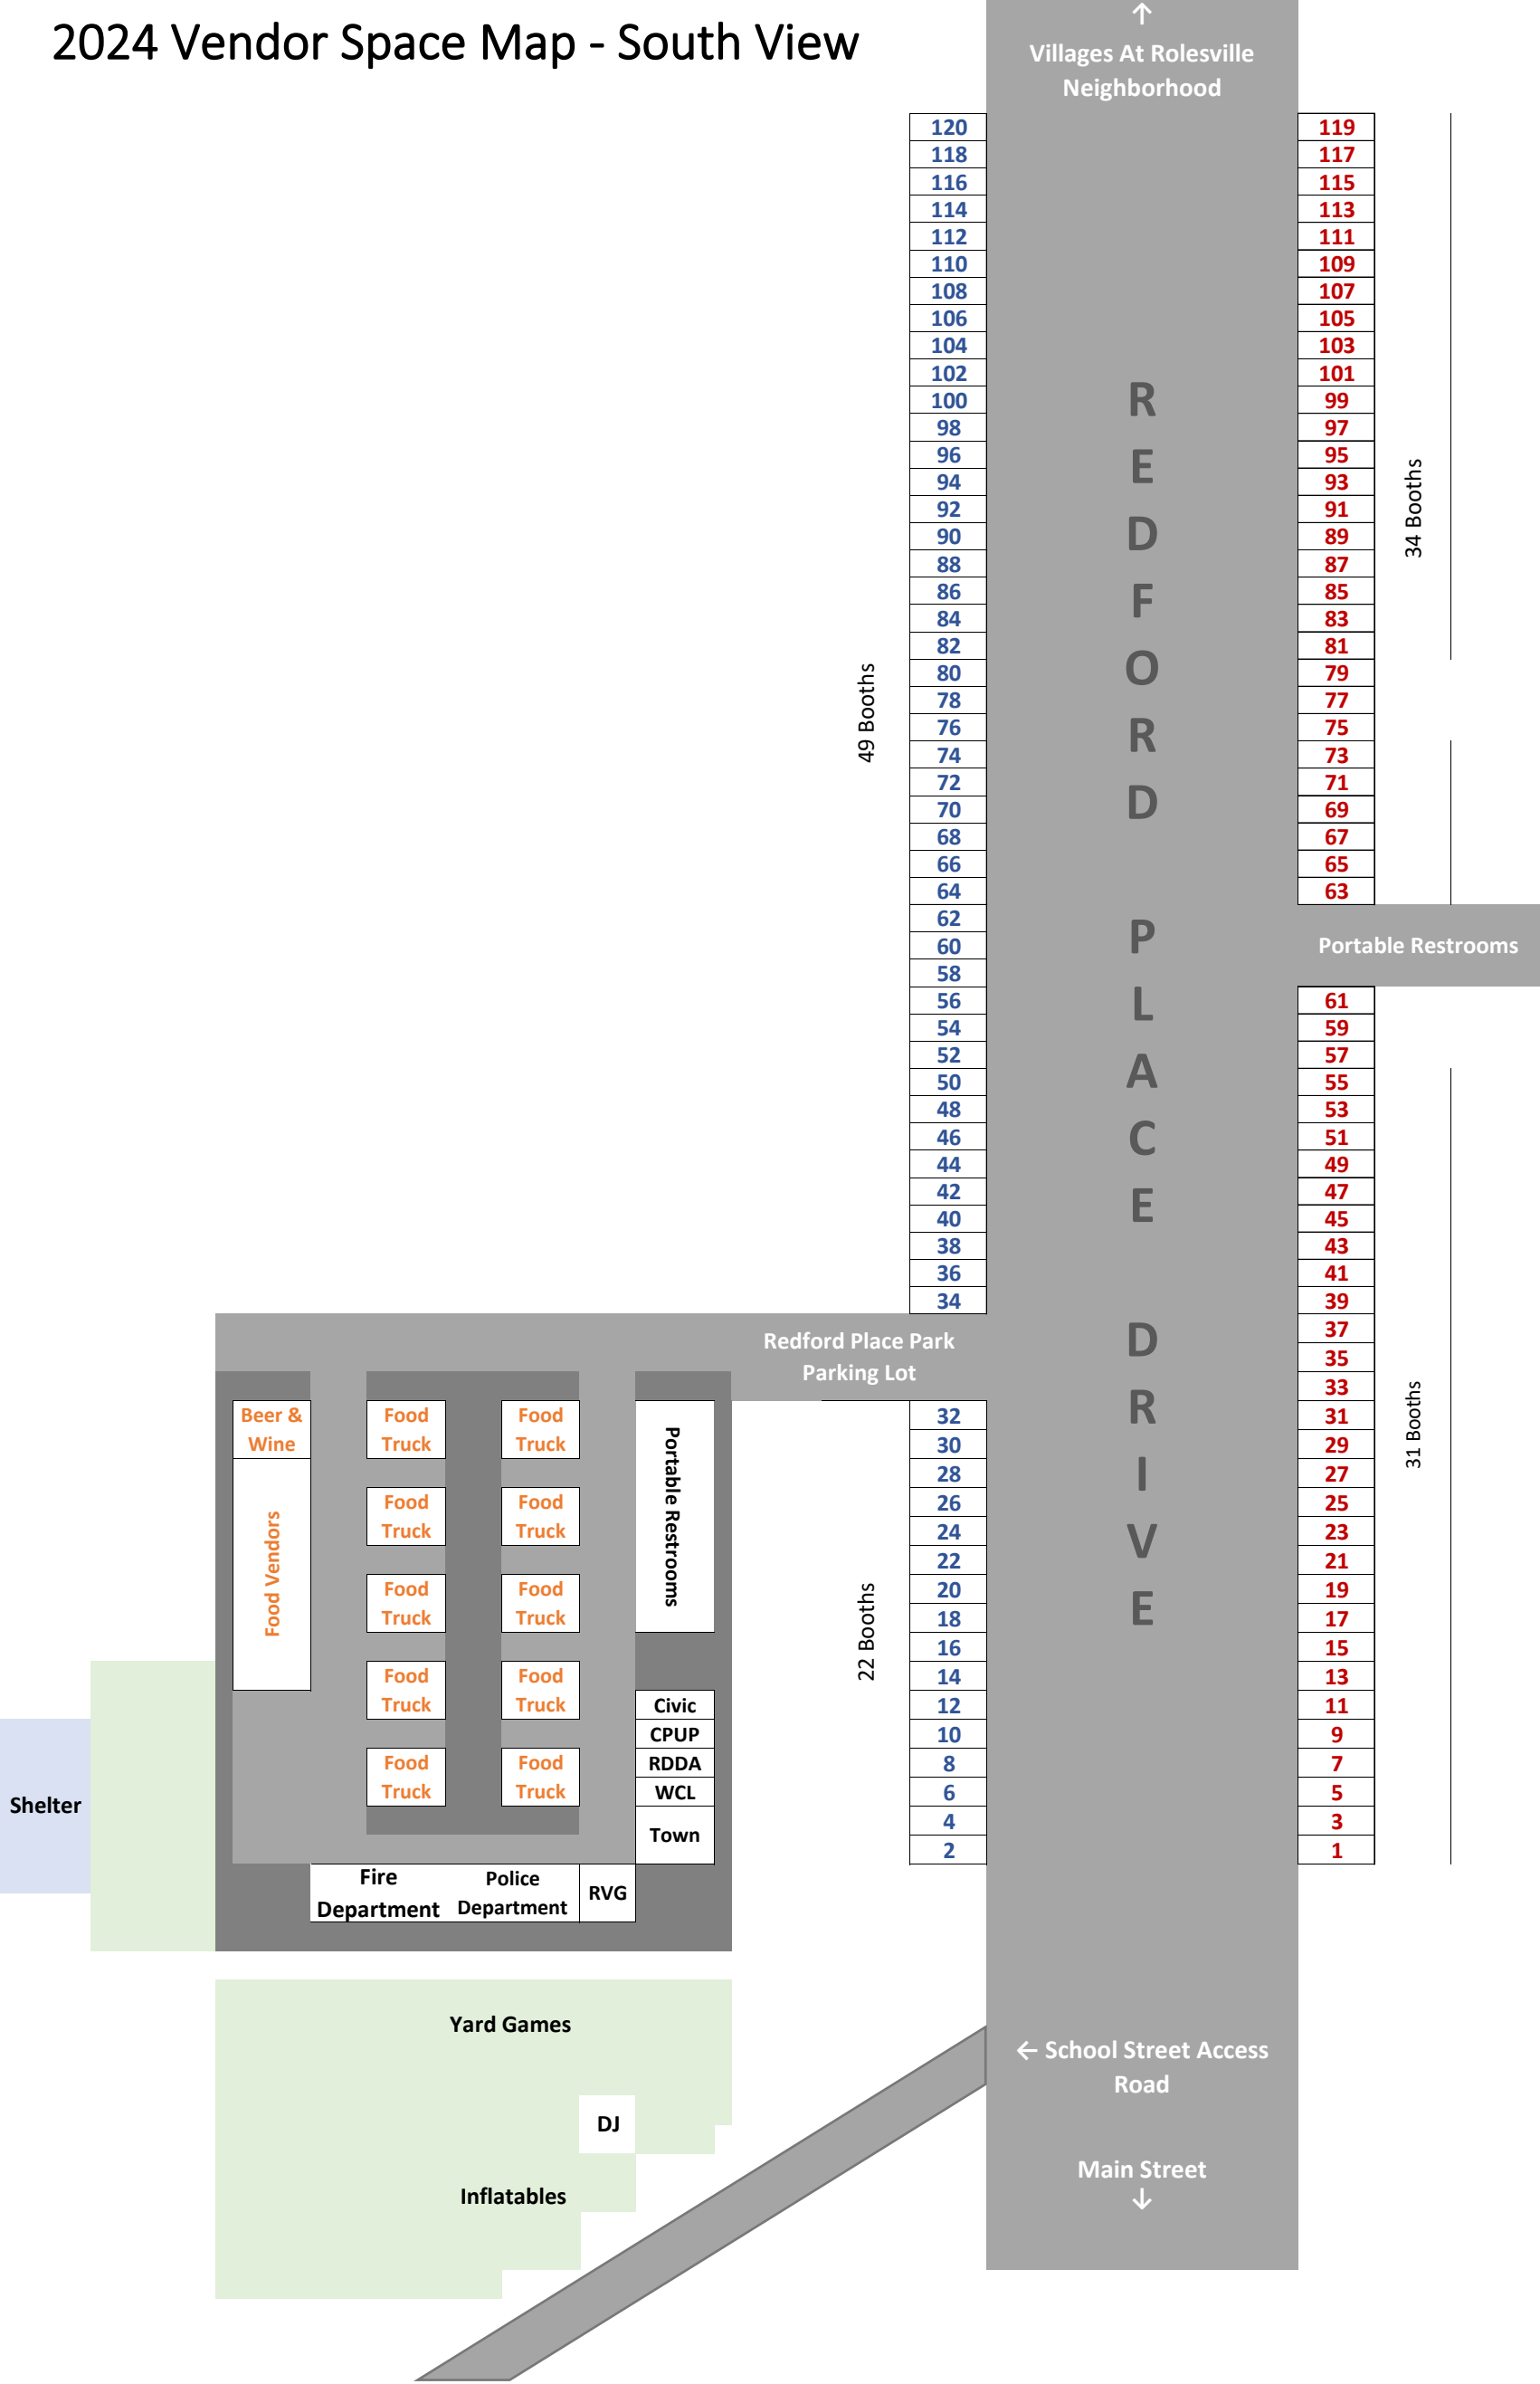 2024 Vendor Space Map - South View
↑
Villages At Rolesville
Neighborhood
120
118
116
114
112
110
108
106
104
102
100
98
96
94
92
90
88
86
84
82
80
78
76
74
72
70
68
66
64
62
60
58
56
54
52
50
48
46
44
42
40
38
36
34
49 Booths
REDFORD PLACE DRIVE
119
117
115
113
111
109
107
105
103
101
99
97
95
93
91
89
87
85
83
81
79
77
75
73
71
69
67
65
63
34 Booths
Portable Restrooms
61
59
57
55
53
51
49
47
45
43
41
39
37
35
33
31
29
27
25
23
21
19
17
15
13
11
9
7
5
3
1
31 Booths
Redford Place Park
Parking Lot
32
30
28
26
24
22
20
18
16
14
12
10
8
6
4
2
22 Booths
Beer &
Wine
Food Vendors
Food
Truck
Food
Truck
Food
Truck
Food
Truck
Food
Truck
Food
Truck
Food
Truck
Food
Truck
Food
Truck
Food
Truck
Portable Restrooms
Civic
CPUP
RDDA
WCL
Town
Shelter
Fire
Department
Police
Department
RVG
Yard Games
DJ
Inflatables
← School Street Access
Road
Main Street
↓